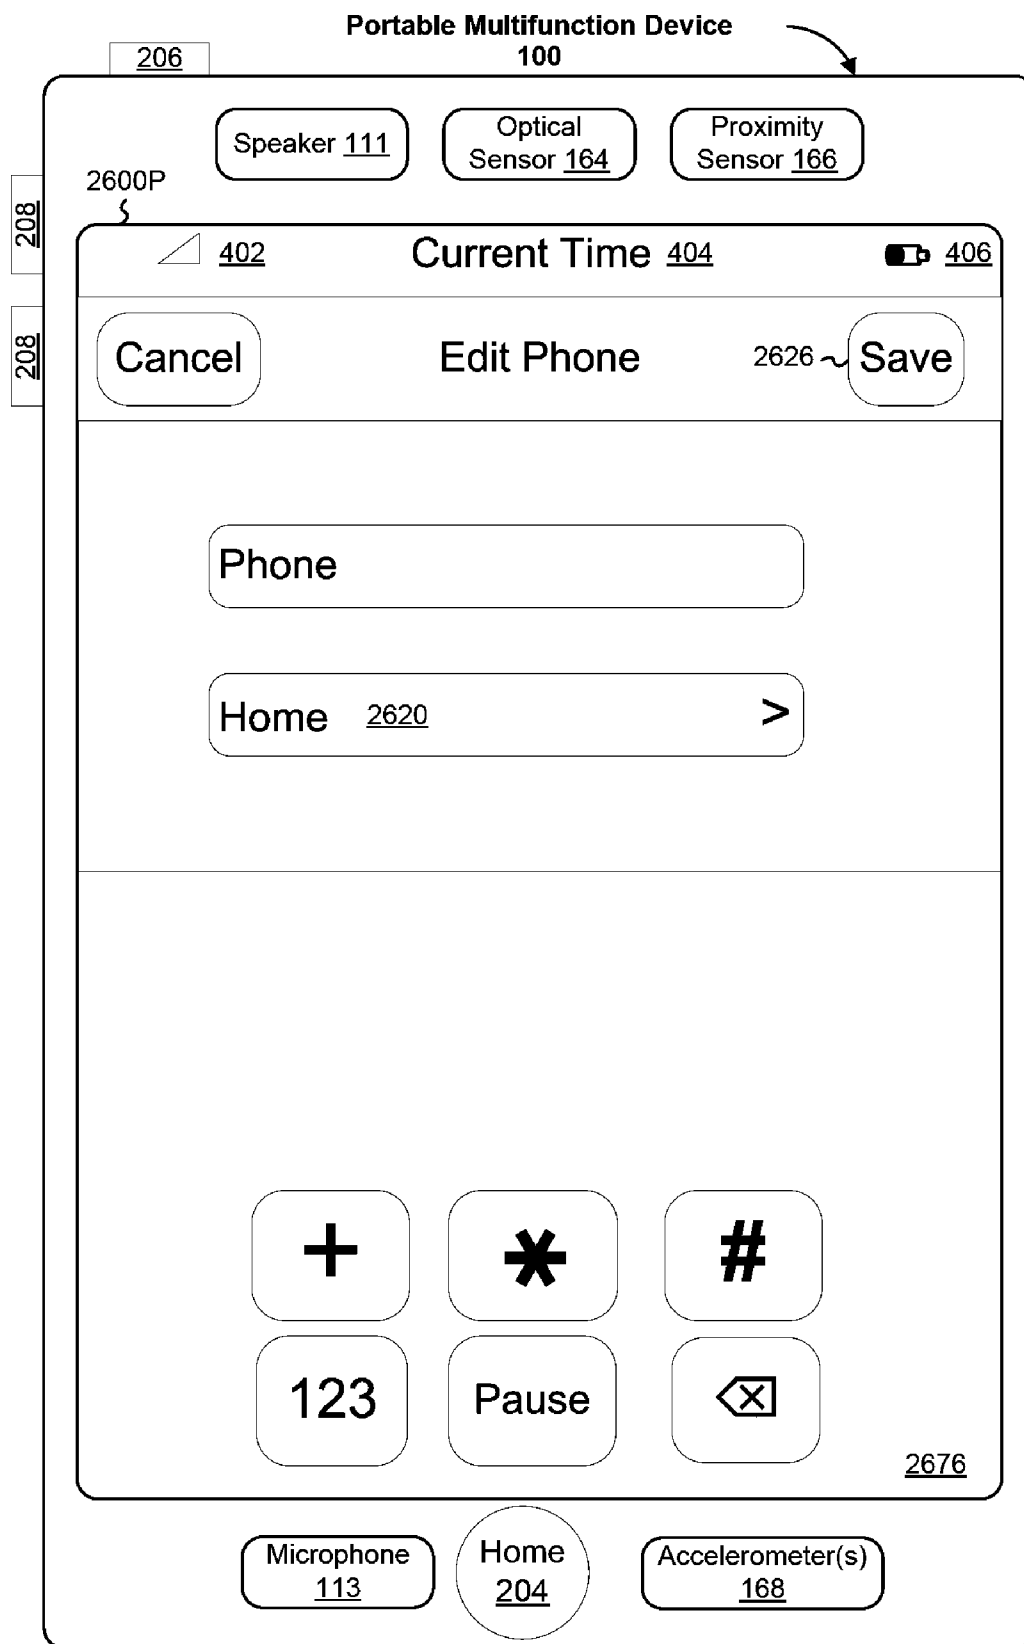 Portable Multifunction Device
100
206
Speaker 111
Optical
Sensor 164
Proximity
Sensor 166
2600P
208
402
Current Time 404
406
208
Cancel
Edit Phone
2626
Save
Phone
Home 2620 >
+
*
#
123
Pause
2676
Microphone
113
Home
204
Accelerometer(s)
168